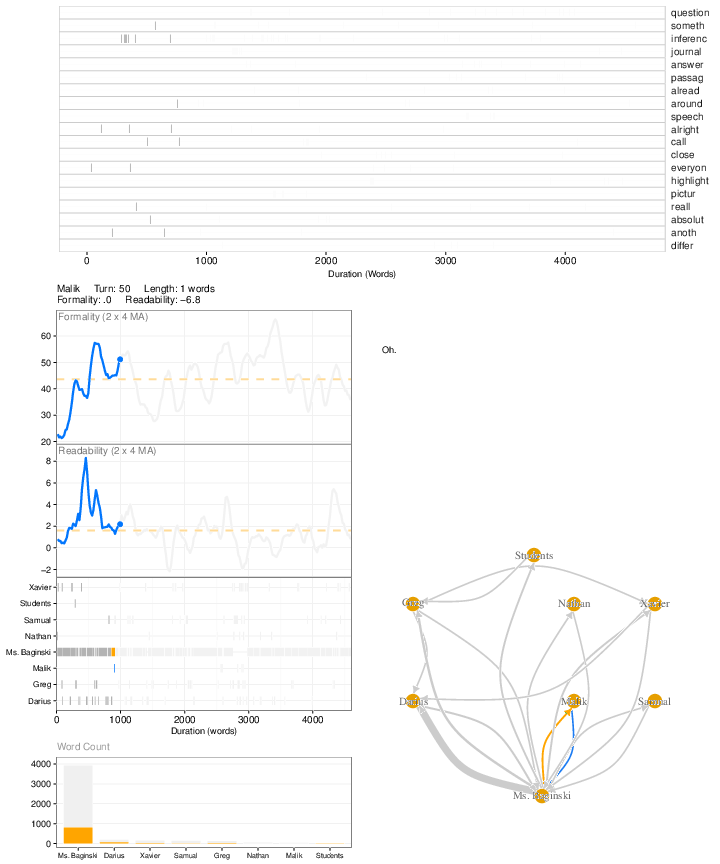 question
someth
inferenc
journal
answer
passag
alread
around
speech
alright
call
close
everyon
highlight
pictur
reall
absolut
anoth
differ
0 1000 2000 3000 4000
Duration (Words)
Malik Turn: 50 Length: 1 words
Formality: .0 Readability: −6.8
Formality (2 x 4 MA)
60
50
40
30
20
Oh.
Readability (2 x 4 MA)
8
6
4
2
0
−2
Xavier
Students
Samual
Nathan
Ms. Baginski
Malik
Greg
Darius
0 1000 2000 3000 4000
Duration (words)
Students
Greg Nathan Xavier
Darius Malik Samual
Ms. Baginski
Word Count
4000
3000
2000
1000
0
Ms. Baginski Darius Xavier Samual Greg Nathan Malik Students